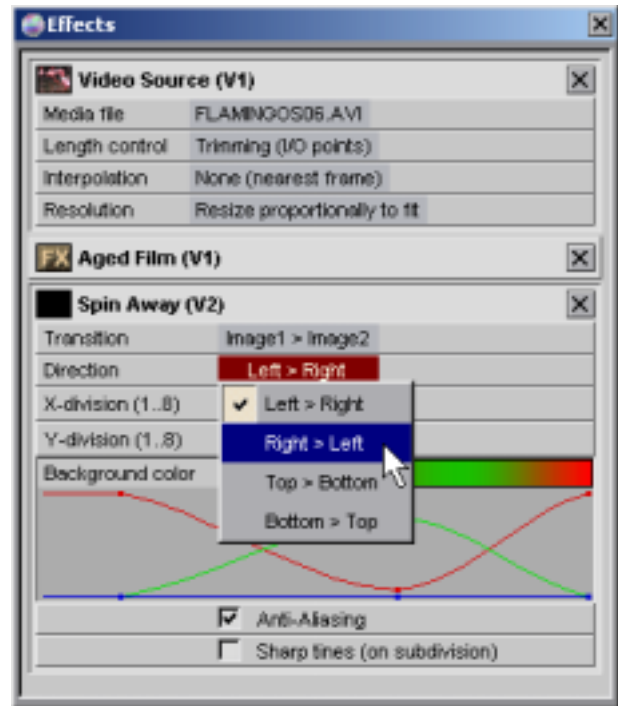 Effects
Video Source (V1)
Media file FLAMINGOS06.AVI
Length control Trimming (I/O points)
Interpolation None (nearest frame)
Resolution Resize proportionally to fit
FX Aged Film (V1)
Spin Away (V2)
Transition Image1 > Image2
Direction Left > Right
X-division (1..8) Left > Right
Y-division (1..8) Right > Left
Background color Top > Bottom
Bottom > Top
Anti-Aliasing
Sharp tines (on subdivision)